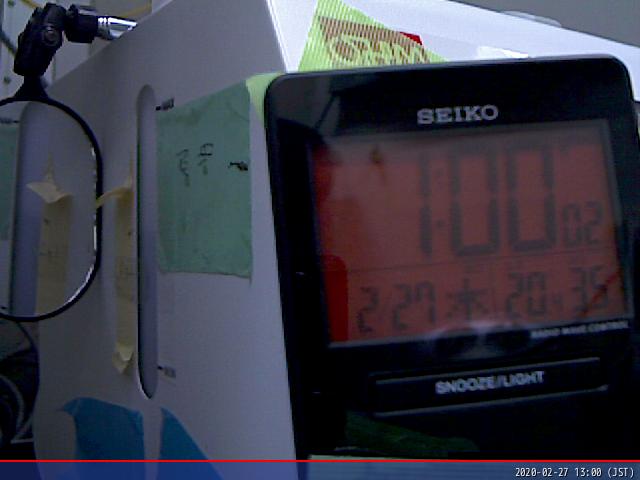 SEIKO
1:00 02
2/27 木 20.4 35
RADIO WAVE CONTROL
SNOOZE/LIGHT
2020-02-27 13:00 (JST)